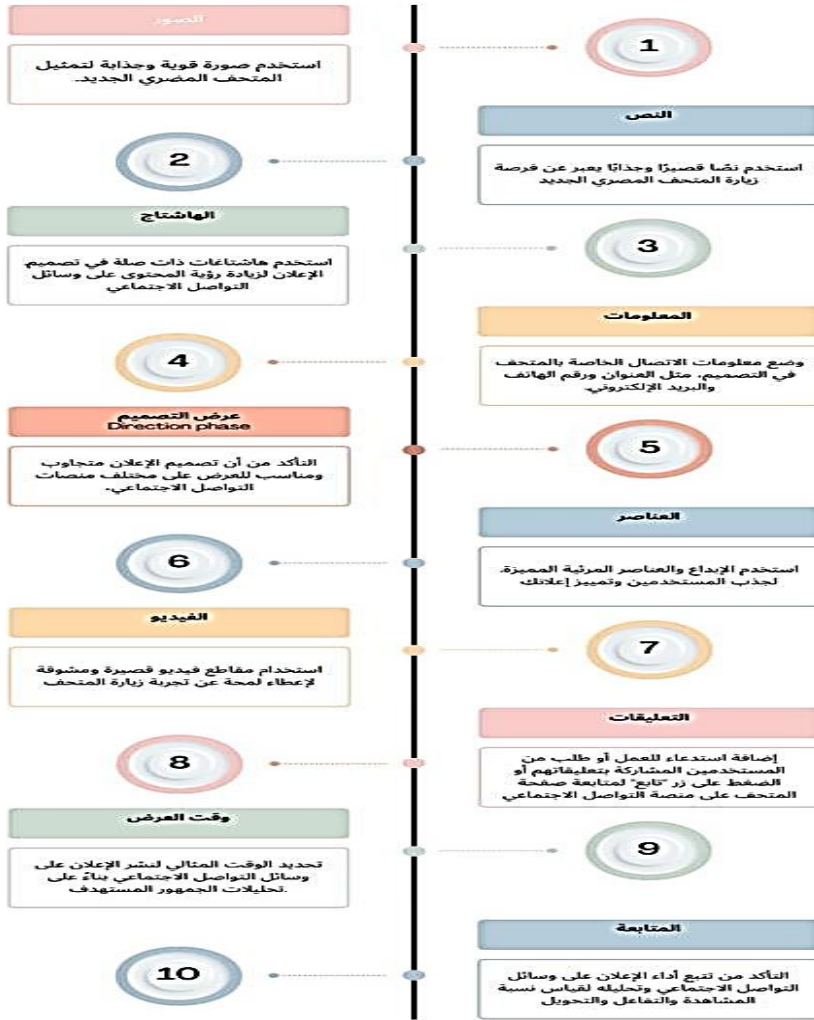 الصور
1
استخدم صورة قوية وجذابة لتمثيل
المتحف المصري الجديد.
النص
2
استخدم نصًا قصيرًا وجذابًا يعبر عن فرصة
زيارة المتحف المصري الجديد
الهاشتاج
3
استخدم هاشتاغات ذات صلة في تصميم
الإعلان لزيادة رؤية المحتوى على وسائل
التواصل الاجتماعي
المعلومات
4
وضع معلومات الاتصال الخاصة بالمتحف
في التصميم، مثل العنوان ورقم الهاتف
والبريد الإلكتروني.
عرض التصميم
Direction phase
5
التأكد من أن تصميم الإعلان متجاوب
ومناسب للعرض على مختلف منصات
التواصل الاجتماعي.
العناصر
6
استخدم الإبداع والعناصر المرئية المميزة.
لجذب المستخدمين وتمييز إعلانك
الفيديو
7
استخدام مقاطع فيديو قصيرة ومشوقة
لإعطاء لمحة عن تجربة زيارة المتحف
التعليقات
8
إضافة استدعاء للعمل أو طلب من
المستخدمين المشاركة بتعليقاتهم أو
الضغط على زر "تابع" لمتابعة صفحة
المتحف على منصة التواصل الاجتماعي
وقت العرض
9
تحديد الوقت المثالي لنشر الإعلان على
وسائل التواصل الاجتماعي بناءً على
.تحليلات الجمهور المستهدف
المتابعة
10
التأكد من تتبع أداء الإعلان على وسائل
التواصل الاجتماعي وتحليله لقياس نسبة
المشاهدة والتفاعل والتحويل